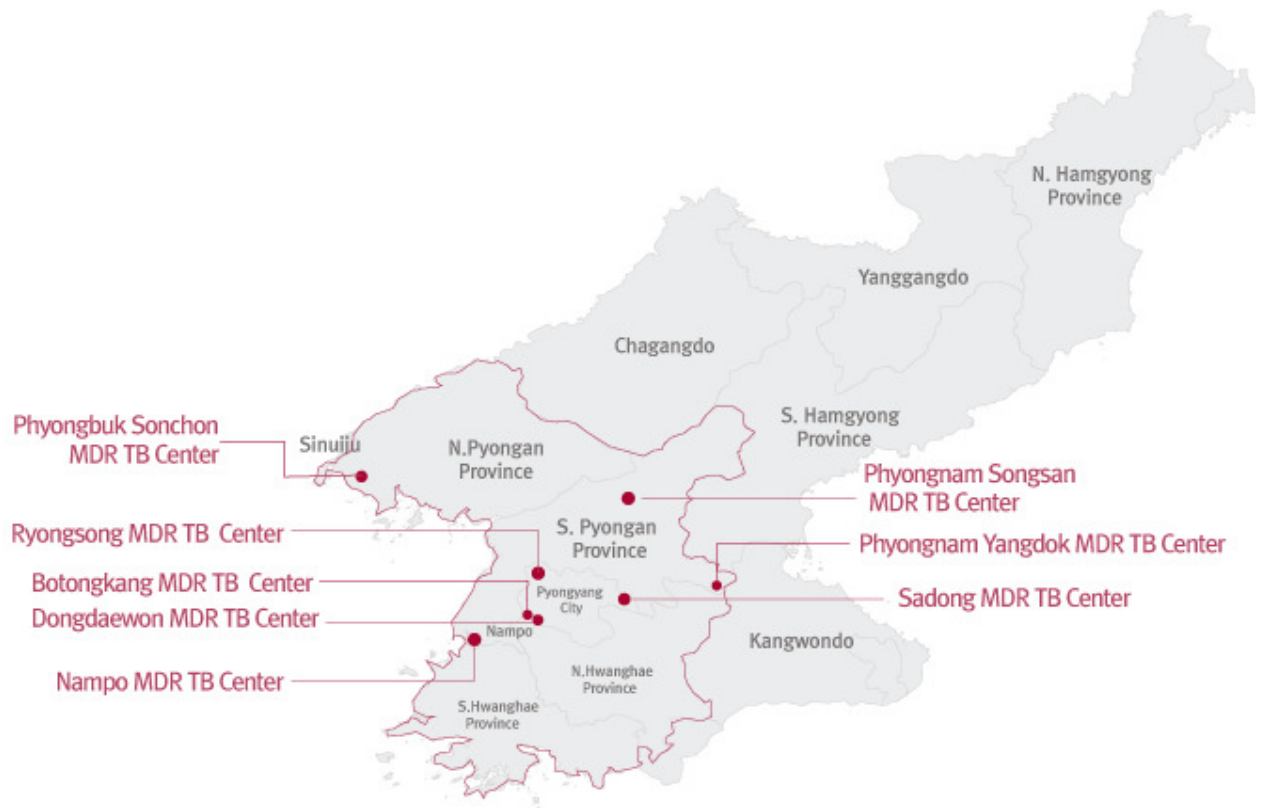 N. Hamgyong
Province
Yanggangdo
Chagangdo
S. Hamgyong
Province
Phyongbuk Sonchon
MDR TB Center
Sinuiju
N.Pyongan
Province
Phyongnam Songsan
MDR TB Center
S. Pyongan
Province
Ryongsong MDR TB Center
Phyongnam Yangdok MDR TB Center
Botongkang MDR TB Center
Pyongyang
City
Sadong MDR TB Center
Dongdaewon MDR TB Center
Nampo
Kangwondo
Nampo MDR TB Center
N.Hwanghae
Province
S.Hwanghae
Province